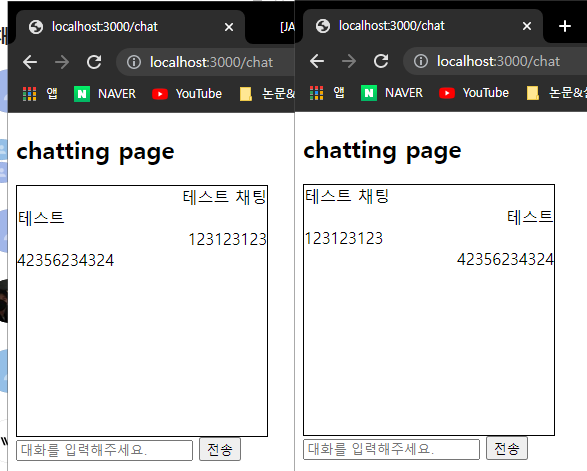 localhost:3000/chat
[JA
localhost:3000/chat
앱 NAVER YouTube 논문&
chatting page
테스트 채팅
테스트
123123123
42356234324
대화를 입력해주세요. 전송
localhost:3000/chat
localhost:3000/chat
앱 NAVER YouTube 논문&
chatting page
테스트 채팅
테스트
123123123
42356234324
대화를 입력해주세요. 전송